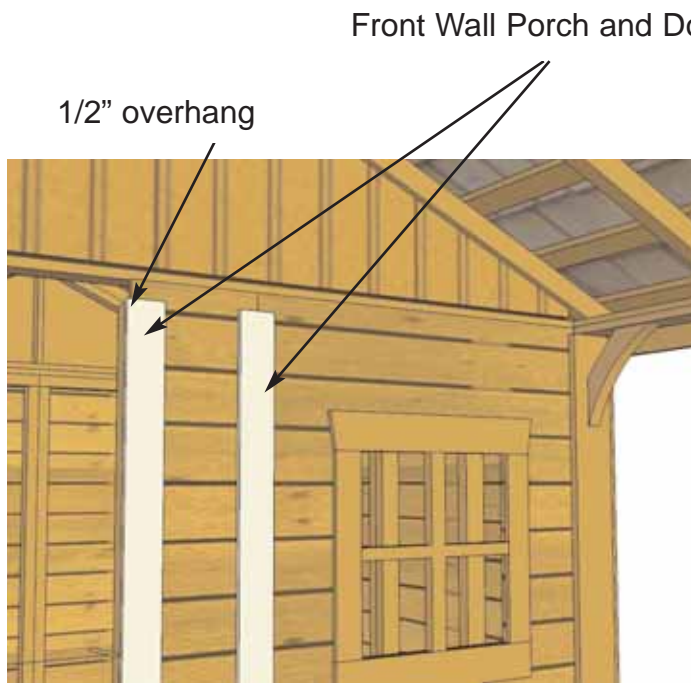 Front Wall Porch and Do
1/2” overhang